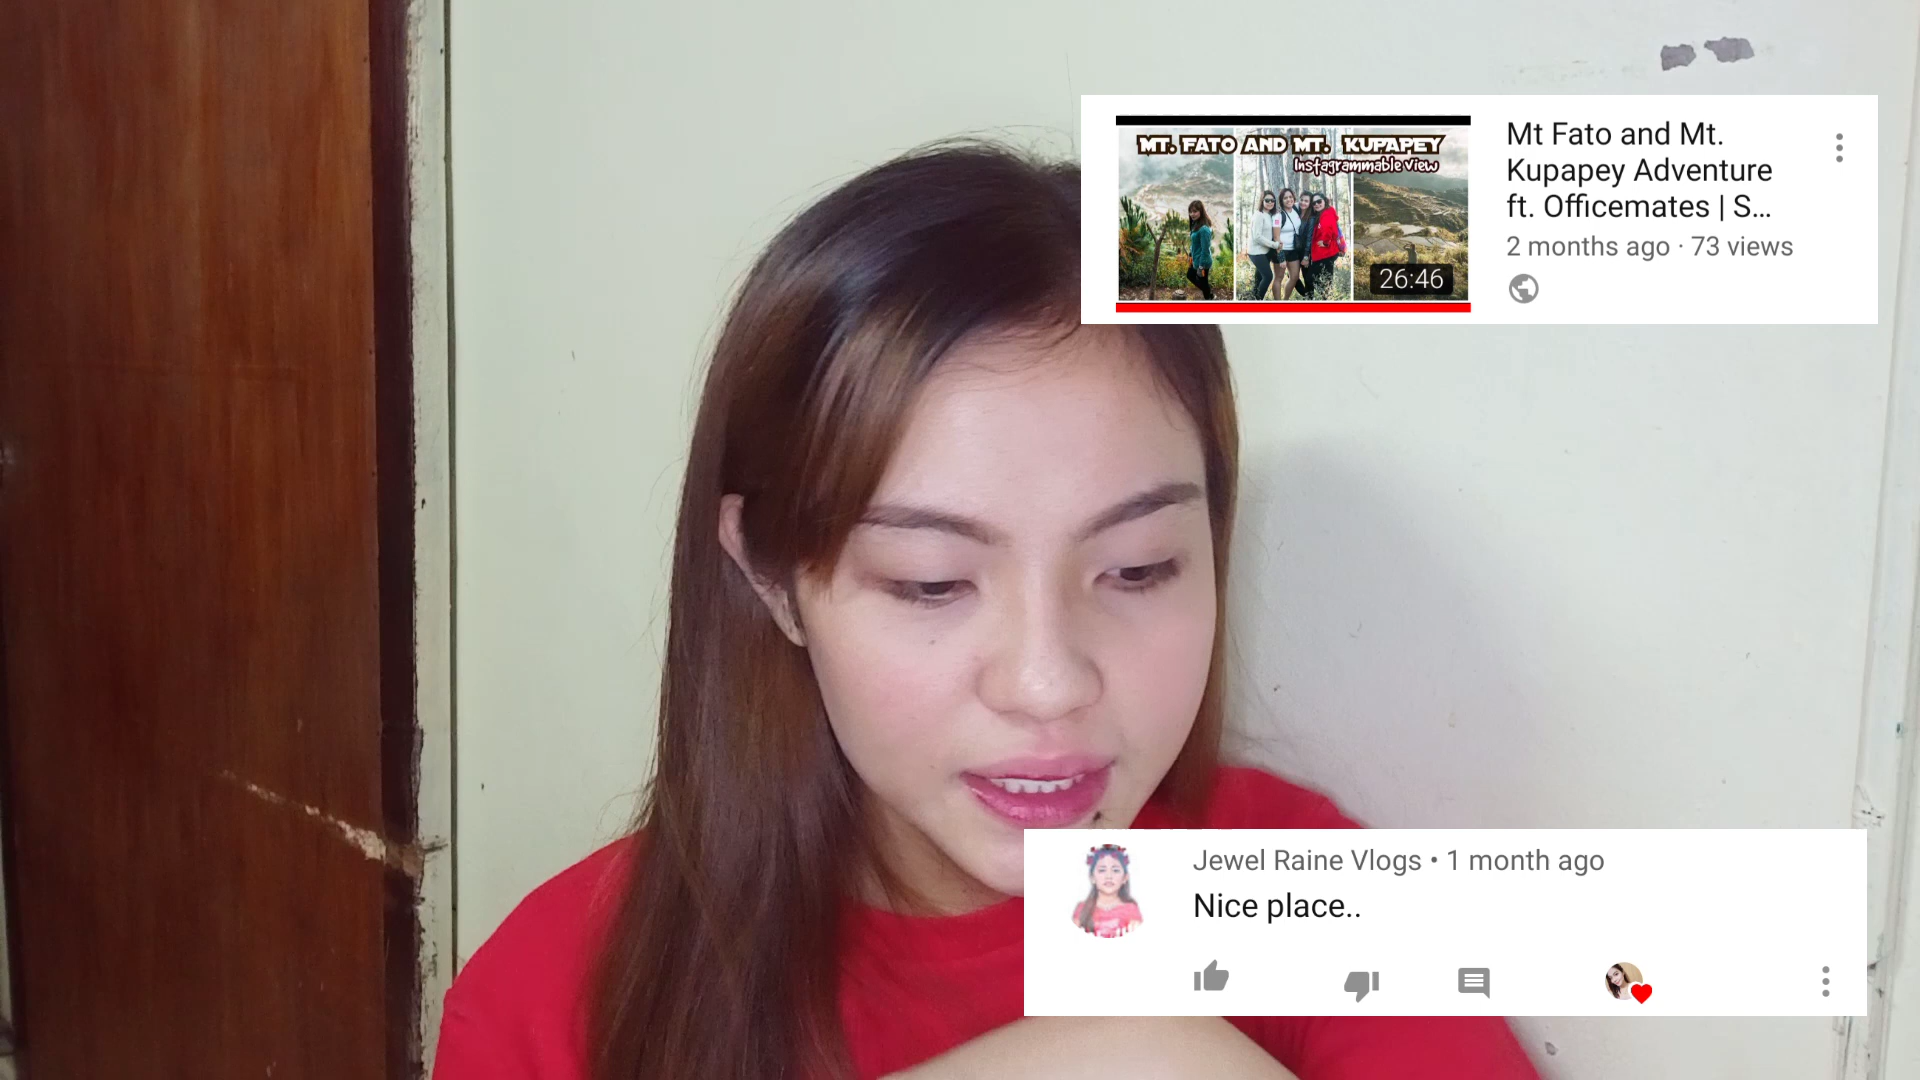 MT. FATO AND MT. KUPAPEY
Instagrammable view
26:46
Mt Fato and Mt.
Kupapey Adventure
ft. Officemates | S...
2 months ago · 73 views
Jewel Raine Vlogs • 1 month ago
Nice place..